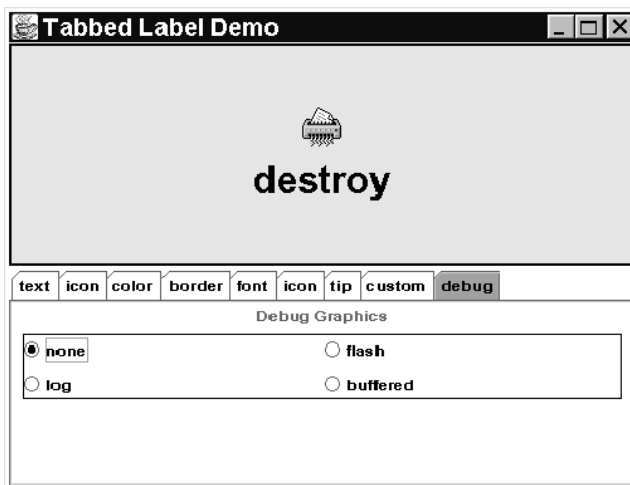 Tabbed Label Demo
destroy
text icon color border font icon tip custom debug
Debug Graphics
none flash
log buffered